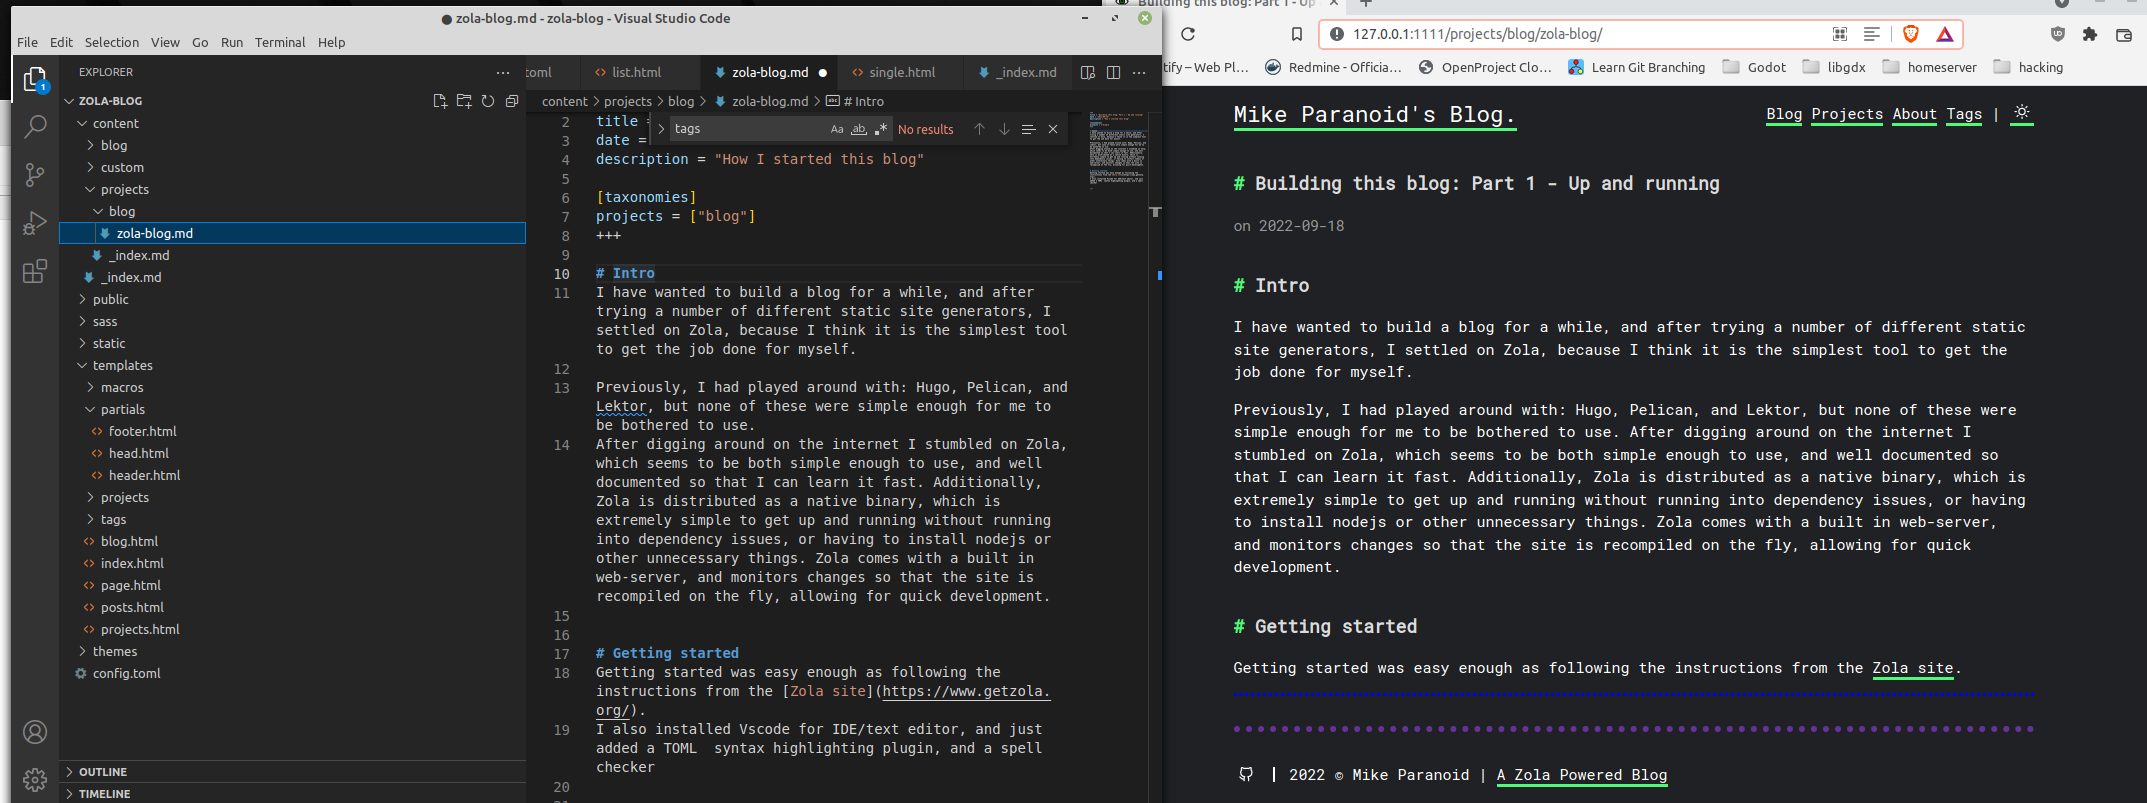 zola-blog.md - zola-blog - Visual Studio Code
File Edit Selection View Go Run Terminal Help
EXPLORER
1
ZOLA-BLOG
content
blog
custom
projects
blog
zola-blog.md
_index.md
_index.md
public
sass
static
templates
macros
partials
footer.html
head.html
header.html
projects
tags
blog.html
index.html
page.html
posts.html
projects.html
themes
config.toml
OUTLINE
TIMELINE
toml list.html zola-blog.md single.html _index.md
content > projects > blog > zola-blog.md > # Intro
tags Aa ab No results
2 title =
3 date =
4 description = "How I started this blog"
5
6 [taxonomies]
7 projects = ["blog"]
8 +++
9
10 # Intro
11 I have wanted to build a blog for a while, and after
trying a number of different static site generators, I
settled on Zola, because I think it is the simplest tool
to get the job done for myself.
12
13 Previously, I had played around with: Hugo, Pelican, and
Lektor, but none of these were simple enough for me to
be bothered to use.
14 After digging around on the internet I stumbled on Zola,
which seems to be both simple enough to use, and well
documented so that I can learn it fast. Additionally,
Zola is distributed as a native binary, which is
extremely simple to get up and running without running
into dependency issues, or having to install nodejs or
other unnecessary things. Zola comes with a built in
web-server, and monitors changes so that the site is
recompiled on the fly, allowing for quick development.
15
16
17 # Getting started
18 Getting started was easy enough as following the
instructions from the [Zola site](https://www.getzola.
org/).
19 I also installed Vscode for IDE/text editor, and just
added a TOML  syntax highlighting plugin, and a spell
checker
20
Building this blog: Part 1 - Up
127.0.0.1:1111/projects/blog/zola-blog/
tify – Web Pl… Redmine - Officia… OpenProject Clo… Learn Git Branching Godot libgdx homeserver hacking
Mike Paranoid's Blog.
Blog Projects About Tags |
# Building this blog: Part 1 - Up and running
on 2022-09-18
# Intro
I have wanted to build a blog for a while, and after trying a number of different static
site generators, I settled on Zola, because I think it is the simplest tool to get the
job done for myself.
Previously, I had played around with: Hugo, Pelican, and Lektor, but none of these were
simple enough for me to be bothered to use. After digging around on the internet I
stumbled on Zola, which seems to be both simple enough to use, and well documented so
that I can learn it fast. Additionally, Zola is distributed as a native binary, which is
extremely simple to get up and running without running into dependency issues, or having
to install nodejs or other unnecessary things. Zola comes with a built in web-server,
and monitors changes so that the site is recompiled on the fly, allowing for quick
development.
# Getting started
Getting started was easy enough as following the instructions from the Zola site.
| 2022 © Mike Paranoid | A Zola Powered Blog